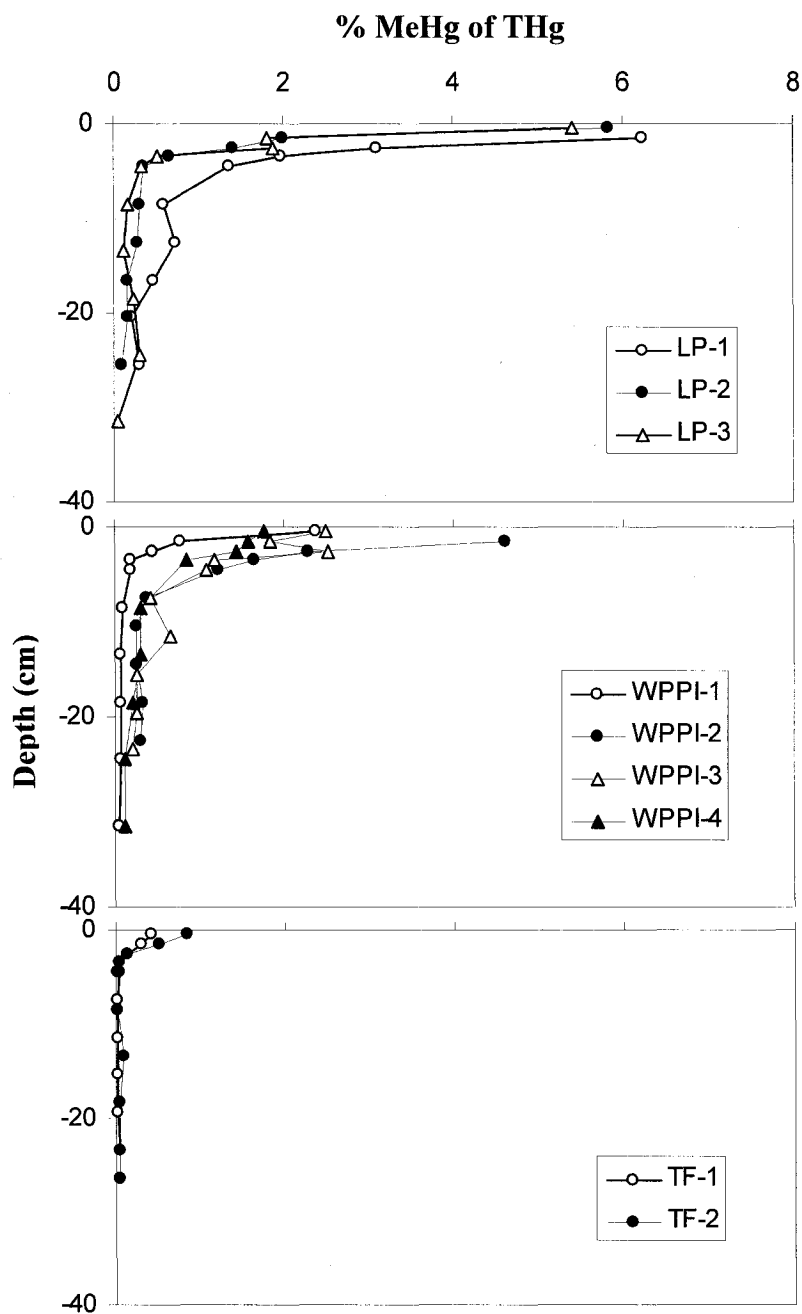 % MeHg of THg
0 2 4 6 8
0
-20
-40
LP-1
LP-2
LP-3
0
-20
-40
WPPI-1
WPPI-2
WPPI-3
WPPI-4
Depth (cm)
0
-20
-40
TF-1
TF-2